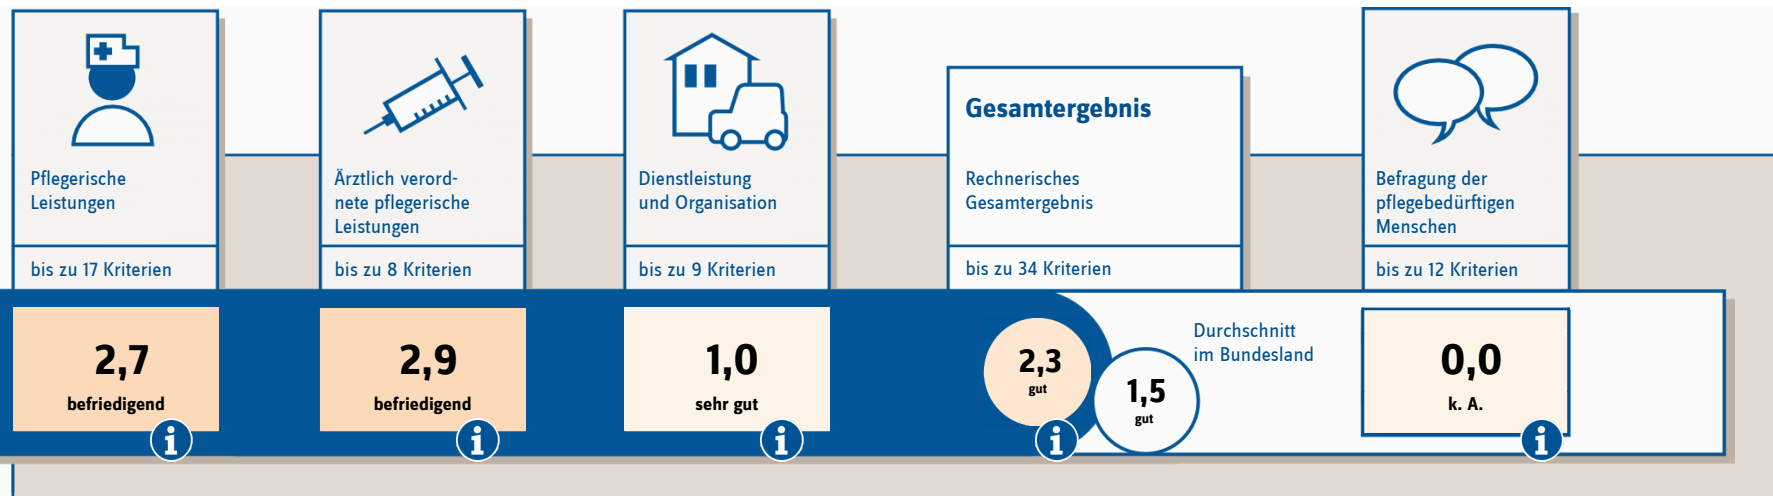 Pflegerische
Leistungen
bis zu 17 Kriterien
2,7
befriedigend
i
Ärztlich verord-
nete pflegerische
Leistungen
bis zu 8 Kriterien
2,9
befriedigend
i
Dienstleistung
und Organisation
bis zu 9 Kriterien
1,0
sehr gut
i
Gesamtergebnis
Rechnerisches
Gesamtergebnis
bis zu 34 Kriterien
2,3
gut
i
1,5
gut
Durchschnitt
im Bundesland
Befragung der
pflegebedürftigen
Menschen
bis zu 12 Kriterien
0,0
k. A.
i